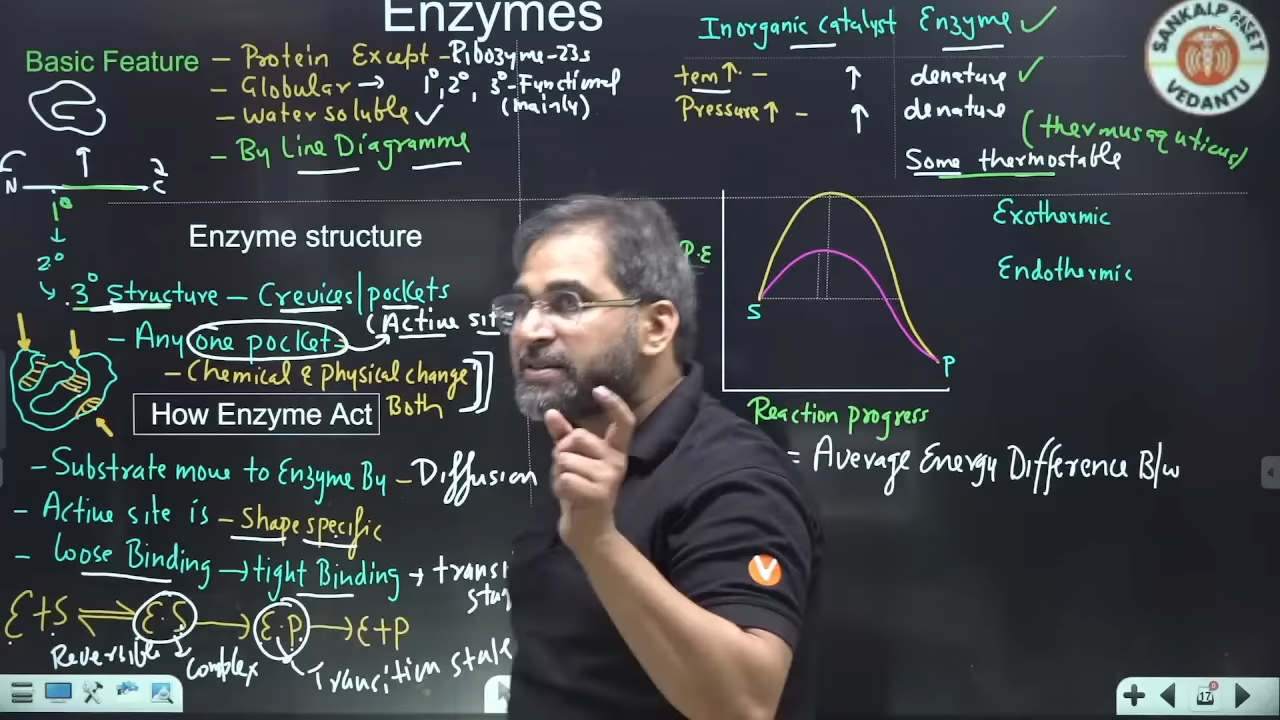 Enzymes
Basic Feature
- Protein Except - Ribozyme - 23s
- Globular → 1°, 2°, 3° - Functional
(mainly)
- Water soluble ✓
- By Line Diagramme
N
C
1°
2°
Enzyme structure
3° Structure - Crevices/pockets
(Active sit
- Any one pocket
- Chemical & Physical change
Both
How Enzyme Act
- Substrate move to Enzyme By - Diffusion
- Active site is - Shape specific
- Loose Binding → tight Binding → transi
E+S ⇌ E.S → E.P → E+P
Reversible
Complex
Transition state
Inorganic catalyst Enzyme ✓
tem ↑ - ↑ denature ✓
Pressure ↑ - ↑ denature
(thermus aquticus)
Some thermostable
P.E
S
P
Reaction progress
Exothermic
Endothermic
= Average Energy Difference B/w
SANKALP NEET
VEDANTU
17